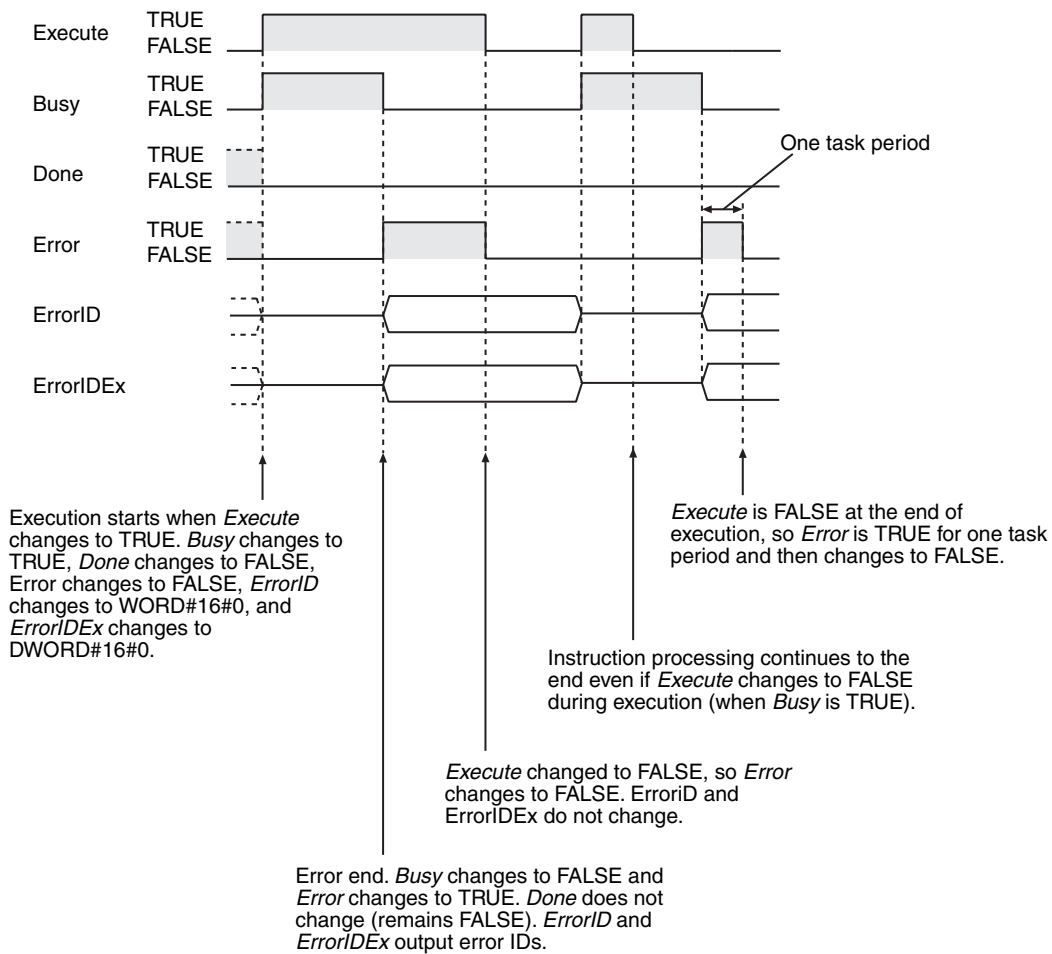 Execute TRUE
FALSE
Busy TRUE
FALSE
Done TRUE
FALSE
One task period
Error TRUE
FALSE
ErrorID
ErrorIDEx
Execution starts when Execute
changes to TRUE. Busy changes to
TRUE, Done changes to FALSE,
Error changes to FALSE, ErrorID
changes to WORD#16#0, and
ErrorIDEx changes to
DWORD#16#0.
Execute is FALSE at the end of
execution, so Error is TRUE for one task
period and then changes to FALSE.
Instruction processing continues to the
end even if Execute changes to FALSE
during execution (when Busy is TRUE).
Execute changed to FALSE, so Error
changes to FALSE. ErroriD and
ErrorIDEx do not change.
Error end. Busy changes to FALSE and
Error changes to TRUE. Done does not
change (remains FALSE). ErrorID and
ErrorIDEx output error IDs.